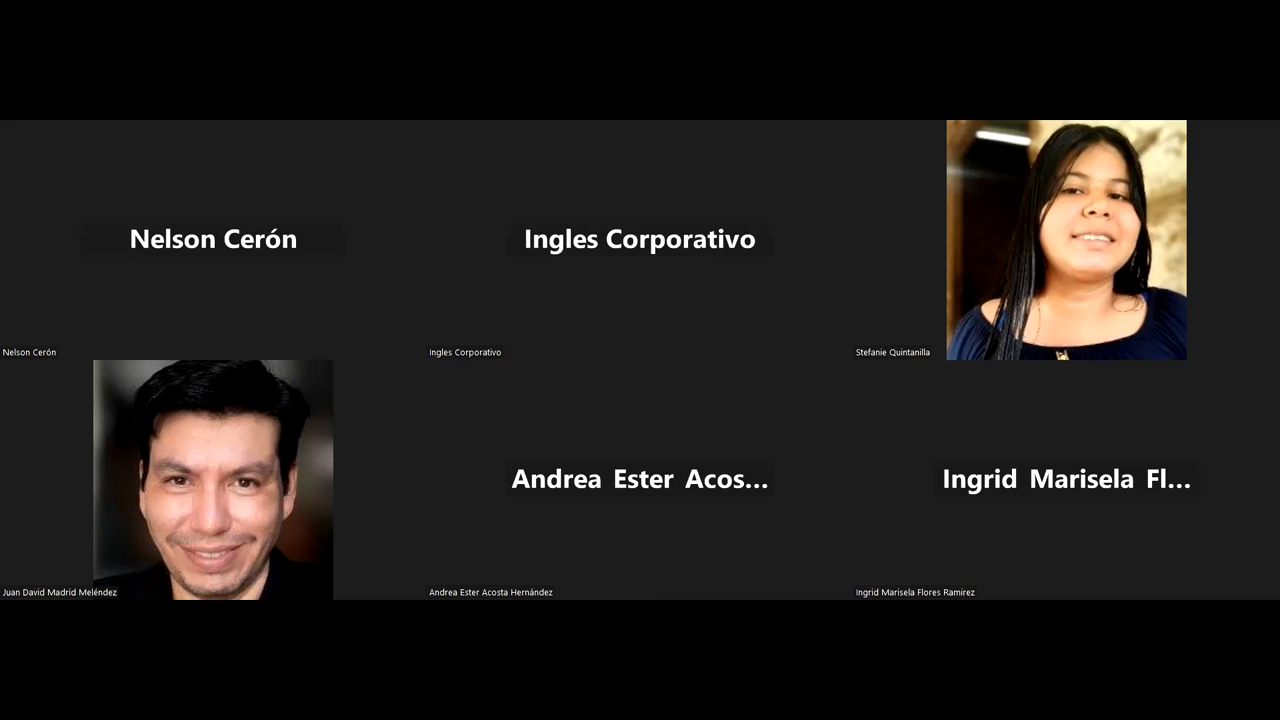 Nelson Cerón
Ingles Corporativo
Nelson Cerón
Ingles Corporativo
Stefanie Quintanilla
Andrea Ester Acos...
Ingrid Marisela Fl...
Juan David Madrid Meléndez
Andrea Ester Acosta Hernández
Ingrid Marisela Flores Ramirez